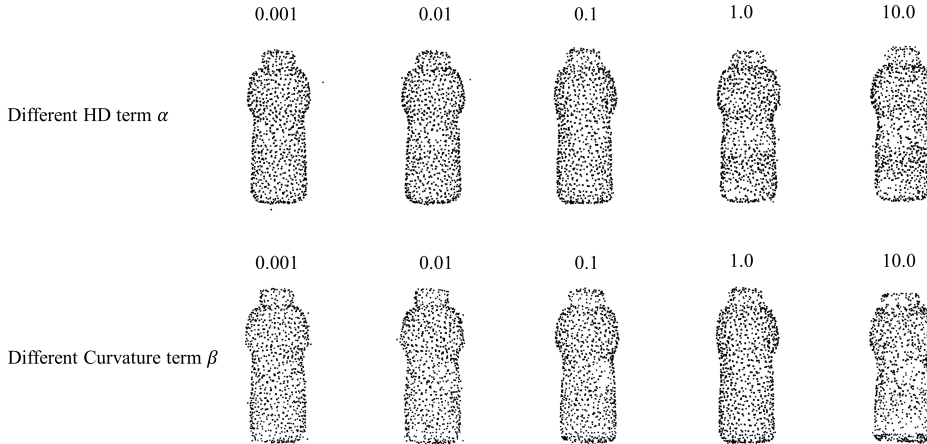 0.001 0.01 0.1 1.0 10.0
Different HD term α
0.001 0.01 0.1 1.0 10.0
Different Curvature term β